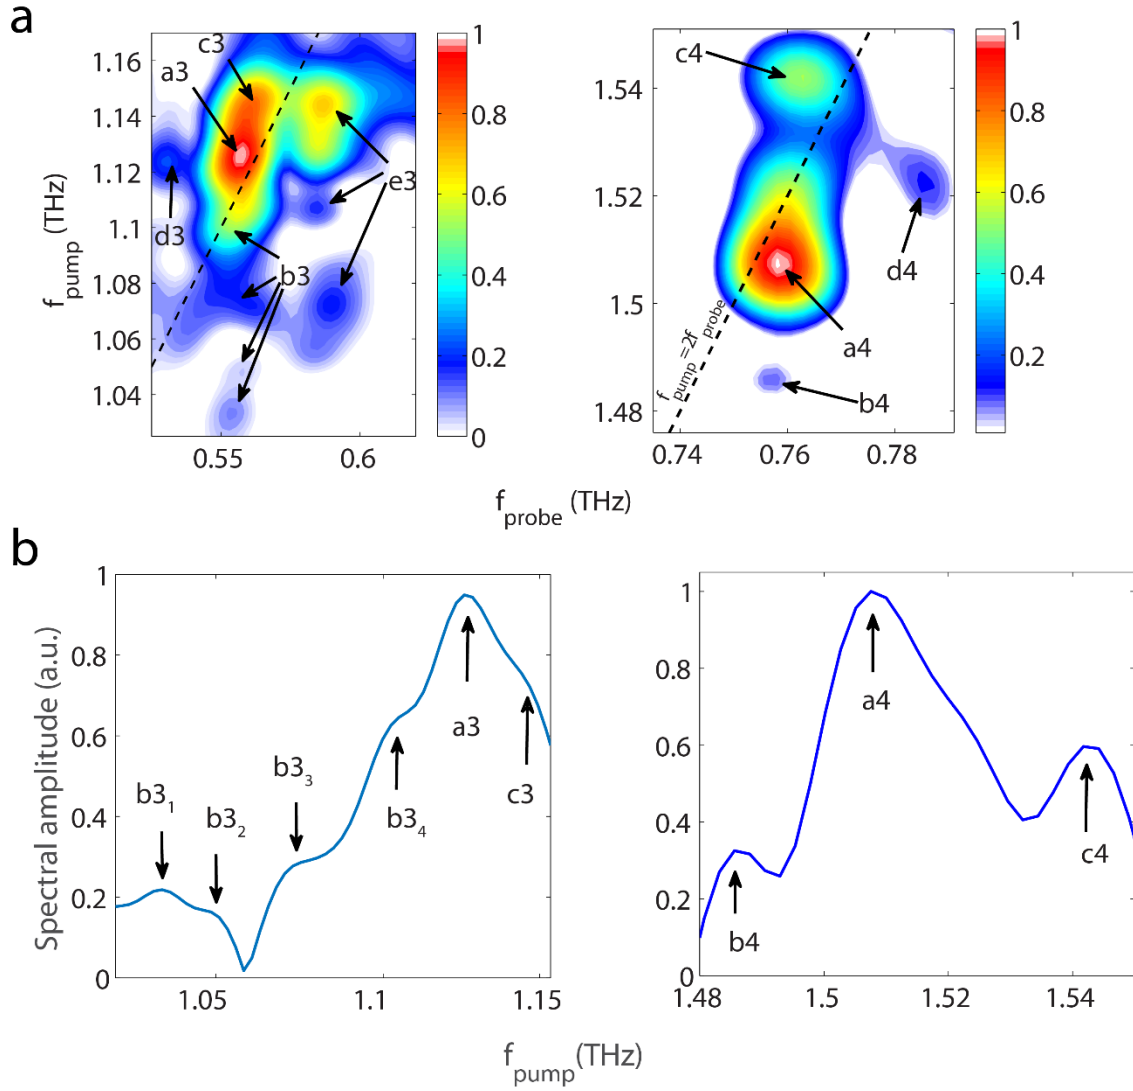 a
1.16
1.14
1.12
1.1
1.08
1.06
1.04
f_pump (THz)
c3
a3
d3
b3
e3
0.55
0.6
1
0.8
0.6
0.4
0.2
0
1.54
1.52
1.5
1.48
c4
d4
a4
b4
f_pump=2f_probe
0.74
0.76
0.78
1
0.8
0.6
0.4
0.2
f_probe (THz)
b
Spectral amplitude (a.u.)
1
0.8
0.6
0.4
0.2
0
b3_1
b3_2
b3_3
b3_4
a3
c3
1.05
1.1
1.15
1
0.8
0.6
0.4
0.2
0
b4
a4
c4
1.48
1.5
1.52
1.54
f_pump (THz)